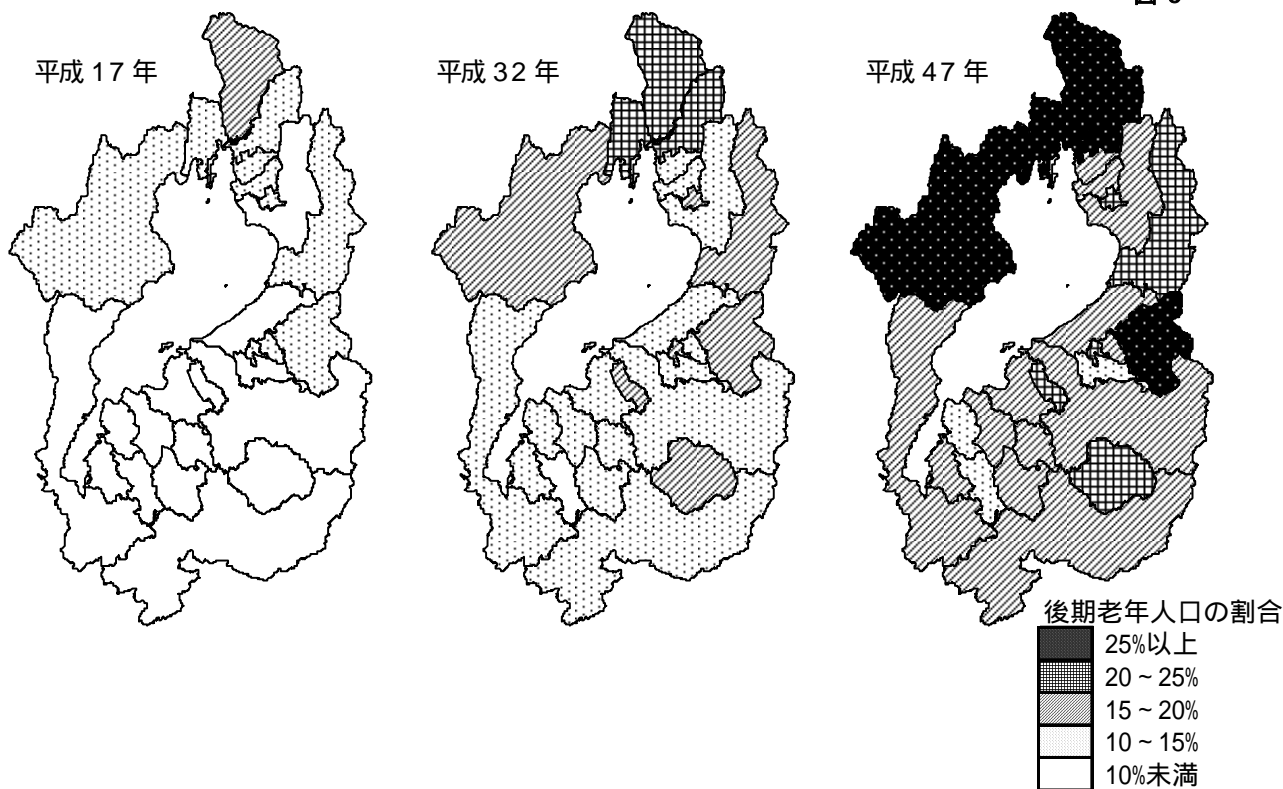 平成 17 年
平成 32 年
平成 47 年
後期老年人口の割合
25%以上
20 ~ 25%
15 ~ 20%
10 ~ 15%
10%未満